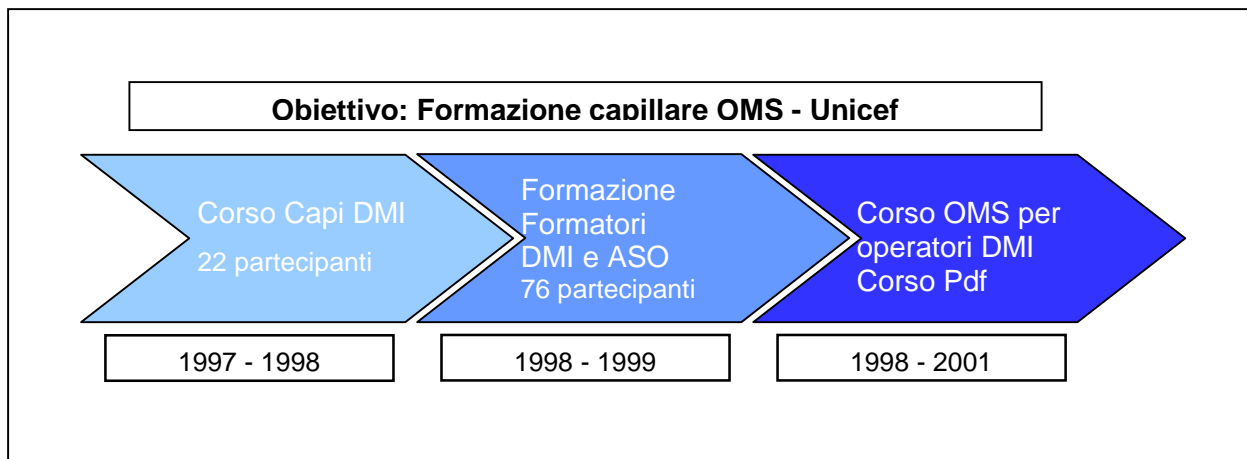 Obiettivo: Formazione capillare OMS - Unicef
Corso Capi DMI
22 partecipanti
Formazione
Formatori
DMI e ASO
76 partecipanti
Corso OMS per
operatori DMI
Corso Pdf
1997 - 1998
1998 - 1999
1998 - 2001